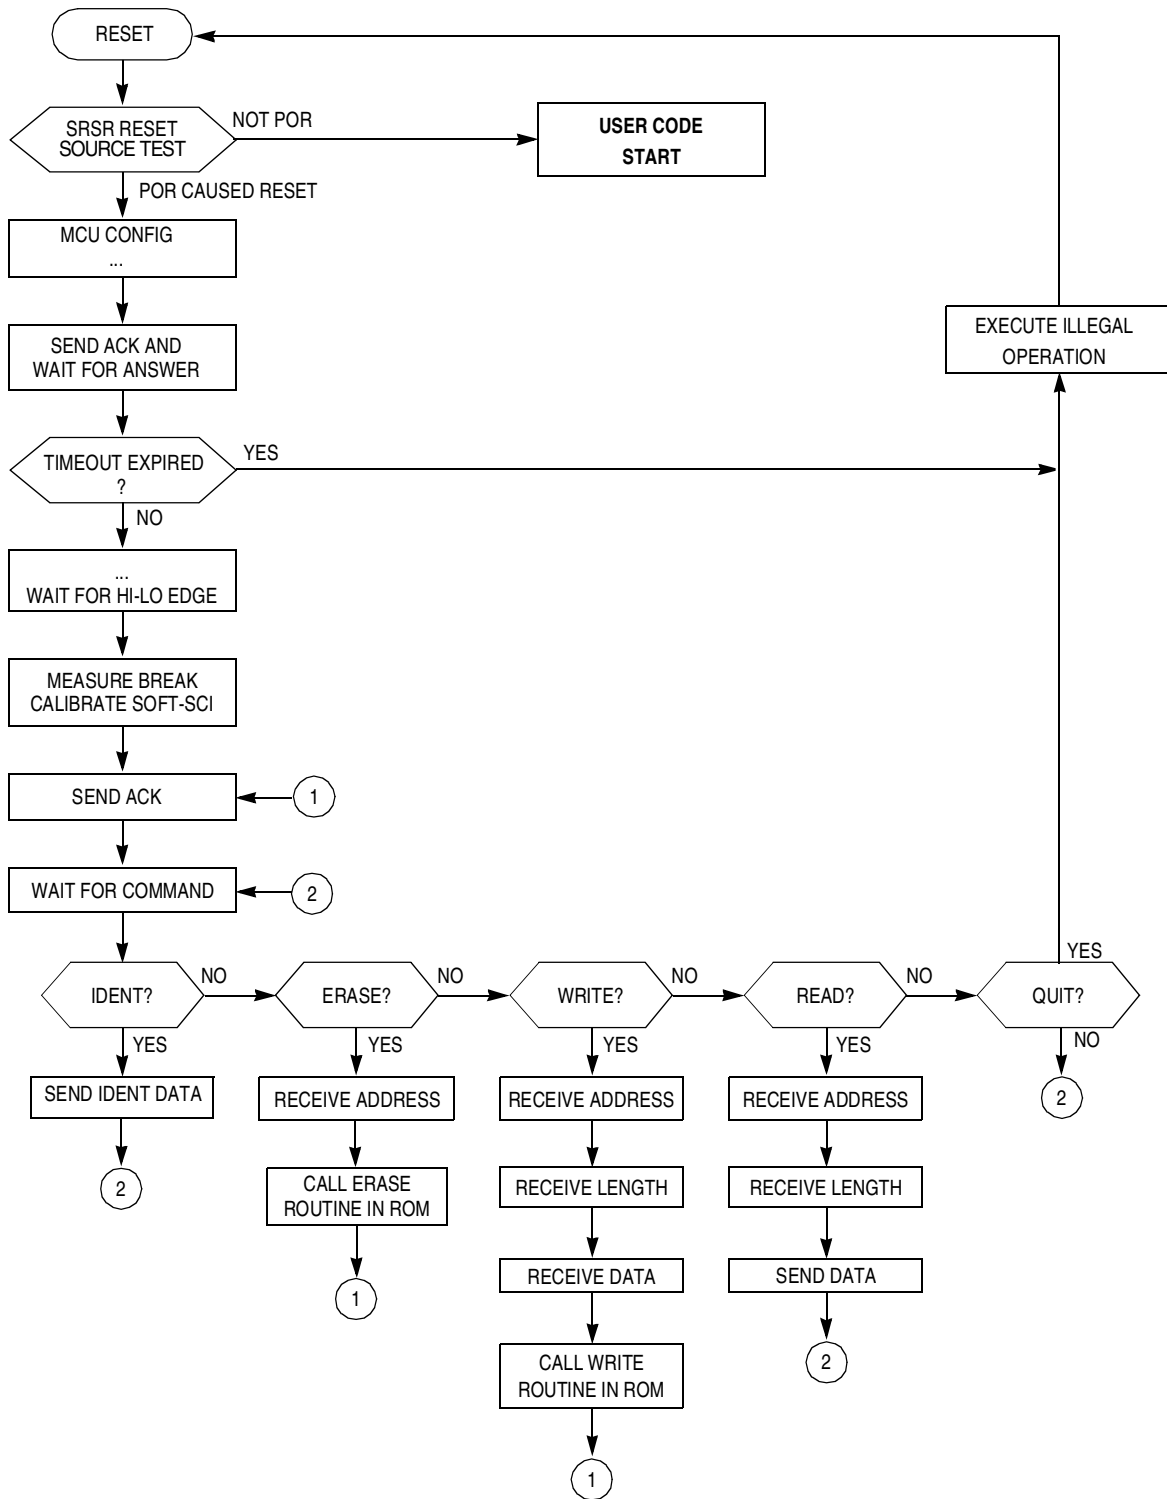 RESET
SRSR RESET
SOURCE TEST
NOT POR
USER CODE
START
POR CAUSED RESET
MCU CONFIG
...
SEND ACK AND
WAIT FOR ANSWER
EXECUTE ILLEGAL
OPERATION
TIMEOUT EXPIRED
?
YES
NO
...
WAIT FOR HI-LO EDGE
MEASURE BREAK
CALIBRATE SOFT-SCI
SEND ACK
1
WAIT FOR COMMAND
2
IDENT?
NO
ERASE?
NO
WRITE?
NO
READ?
NO
QUIT?
YES
YES
YES
YES
YES
NO
SEND IDENT DATA
RECEIVE ADDRESS
RECEIVE ADDRESS
RECEIVE ADDRESS
2
2
CALL ERASE
ROUTINE IN ROM
RECEIVE LENGTH
RECEIVE LENGTH
1
RECEIVE DATA
SEND DATA
CALL WRITE
ROUTINE IN ROM
2
1